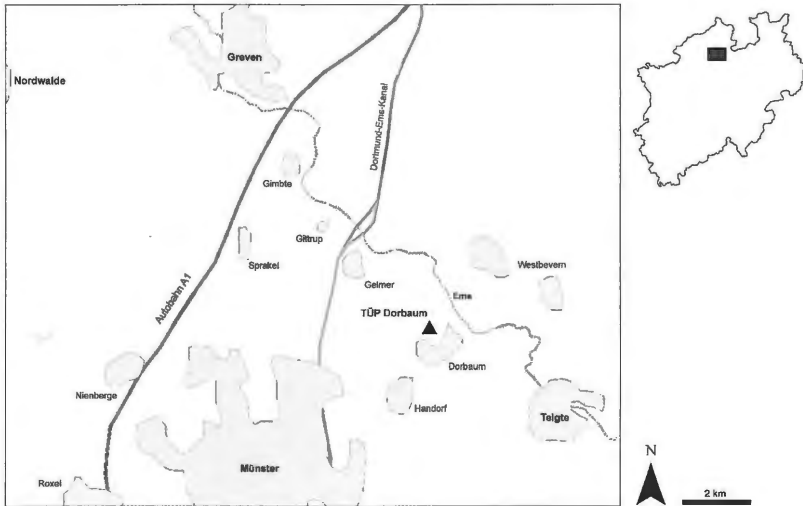 Greven
Nordwalde
Dortmund-Ems-Kanal
Gimbte
Gittrup
Sprakel
Gelmer
Westbevern
Autobahn A1
Ems
TÜP Dorbaum
Dorbaum
Nienberge
Handorf
Telgte
Münster
Roxel
N
2 km